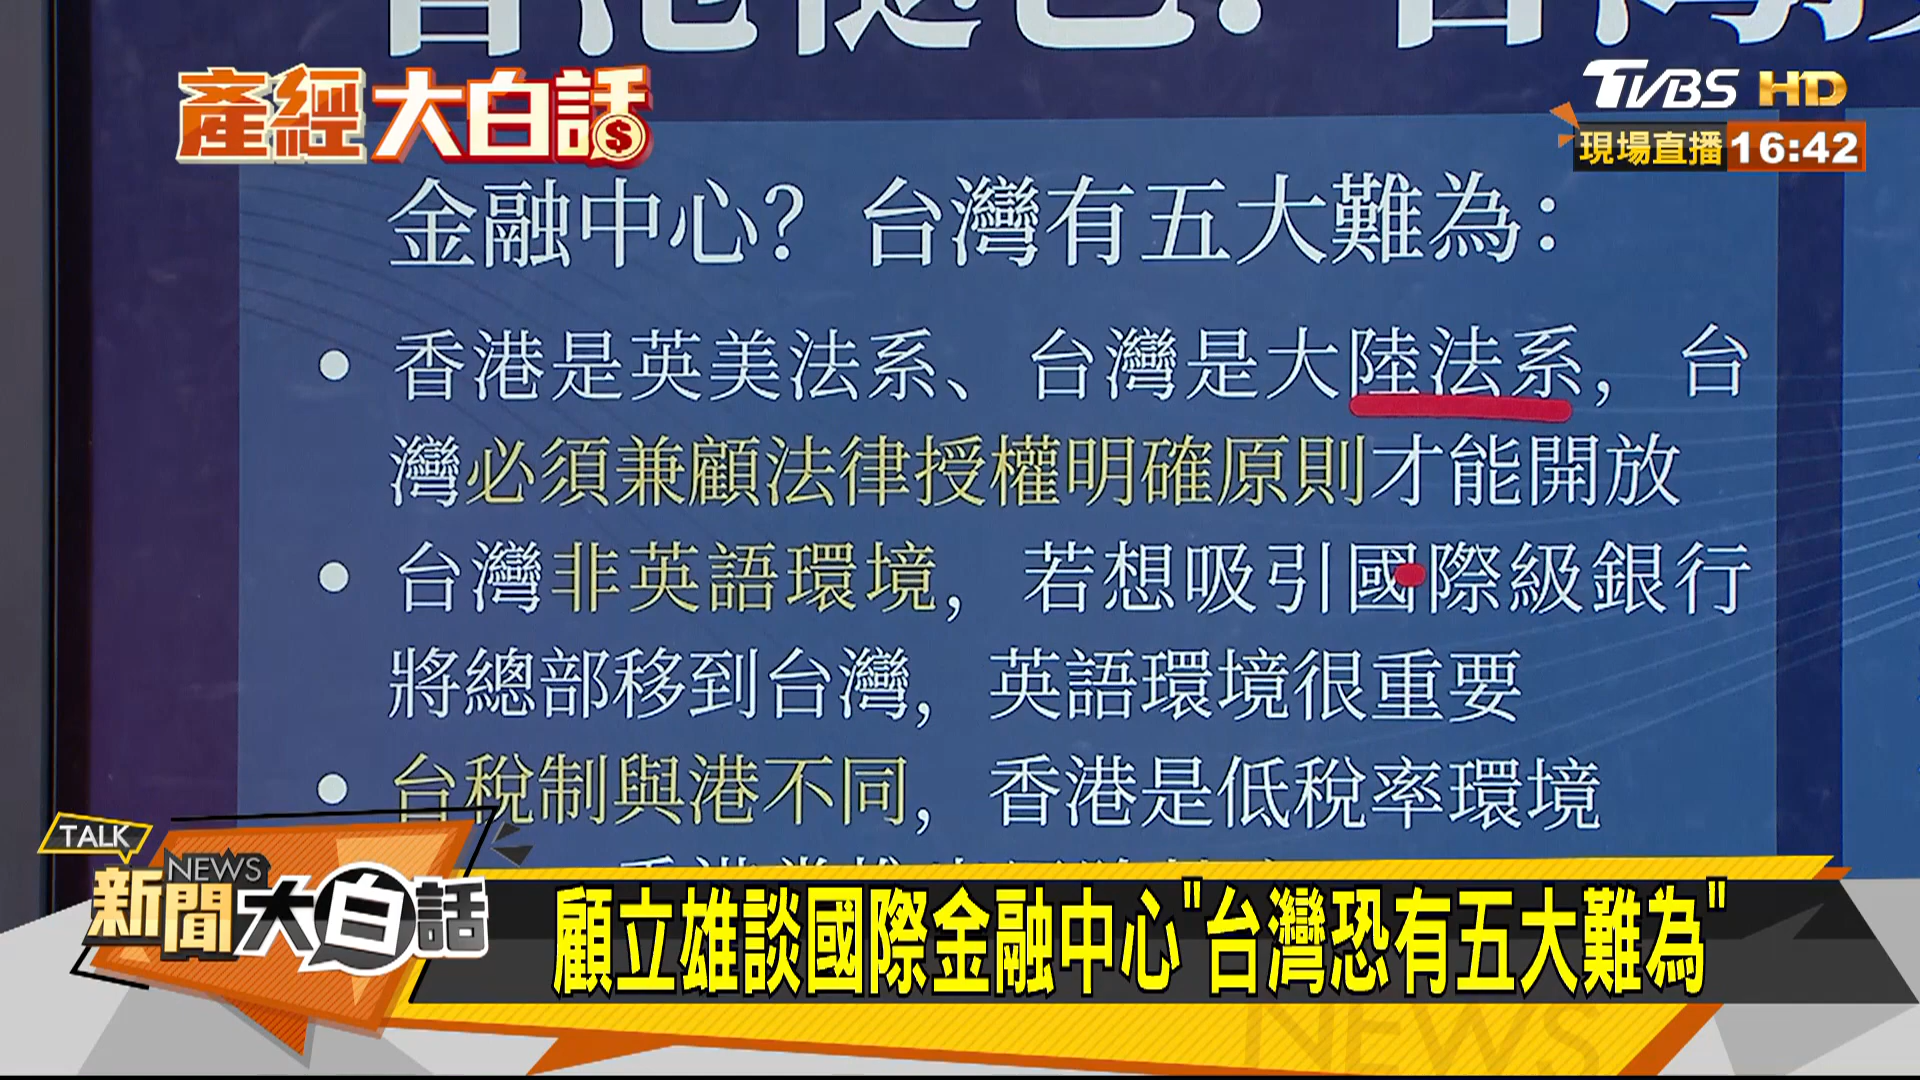 產經大白話
TVBS HD
現場直播 16:42
金融中心? 台灣有五大難為:
• 香港是英美法系、台灣是大陸法系, 台
灣必須兼顧法律授權明確原則才能開放
• 台灣非英語環境, 若想吸引國際級銀行
將總部移到台灣, 英語環境很重要
• 台稅制與港不同, 香港是低稅率環境
TALK
NEWS
新聞大白話
顧立雄談國際金融中心"台灣恐有五大難為"
NEWS